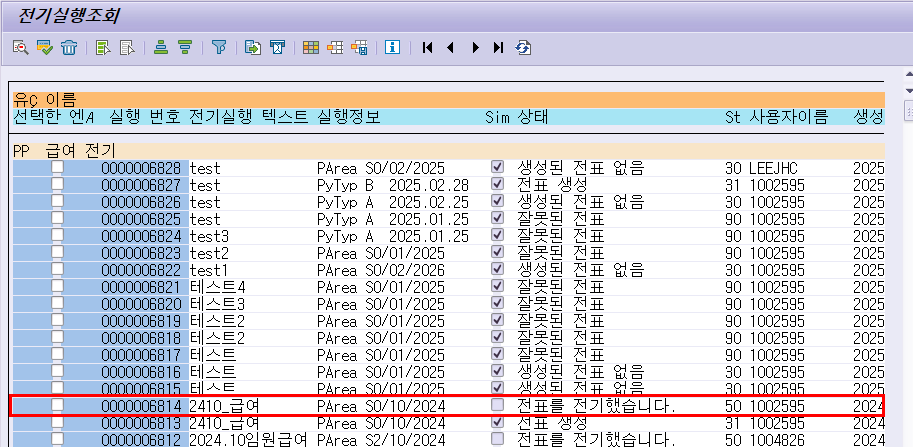 전기실행조회
유Ç 이름
선택한 엔A 실행 번호 전기실행 텍스트 실행정보 Sim 상태 St 사용자이름 생성
PP 급여 전기
0000006828 test PArea SO/02/2025 생성된 전표 없음 30 LEEJHC 2025
0000006827 test PyTyp B 2025.02.28 전표 생성 31 1002595 2025
0000006826 test PyTyp A 2025.02.25 생성된 전표 없음 30 1002595 2025
0000006825 test PyTyp A 2025.01.25 잘못된 전표 90 1002595 2025
0000006824 test3 PyTyp A 2025.01.25 잘못된 전표 90 1002595 2025
0000006823 test2 PArea SO/01/2025 잘못된 전표 90 1002595 2025
0000006822 test1 PArea SO/02/2026 생성된 전표 없음 30 1002595 2025
0000006821 테스트4 PArea SO/01/2025 잘못된 전표 90 1002595 2025
0000006820 테스트3 PArea SO/01/2025 잘못된 전표 90 1002595 2025
0000006819 테스트2 PArea SO/01/2025 잘못된 전표 90 1002595 2025
0000006818 테스트2 PArea SO/01/2025 잘못된 전표 90 1002595 2025
0000006817 테스트 PArea SO/01/2025 잘못된 전표 90 1002595 2025
0000006816 테스트 PArea SO/01/2025 생성된 전표 없음 30 1002595 2025
0000006815 테스트 PArea SO/01/2025 생성된 전표 없음 30 1002595 2025
0000006814 2410_급여 PArea SO/10/2024 전표를 전기했습니다. 50 1002595 2024
0000006813 2410_급여 PArea SO/10/2024 전표 생성 31 1002595 2024
0000006812 2024.10임원급여 PArea S2/10/2024 전표를 전기했습니다. 50 1004826 2024